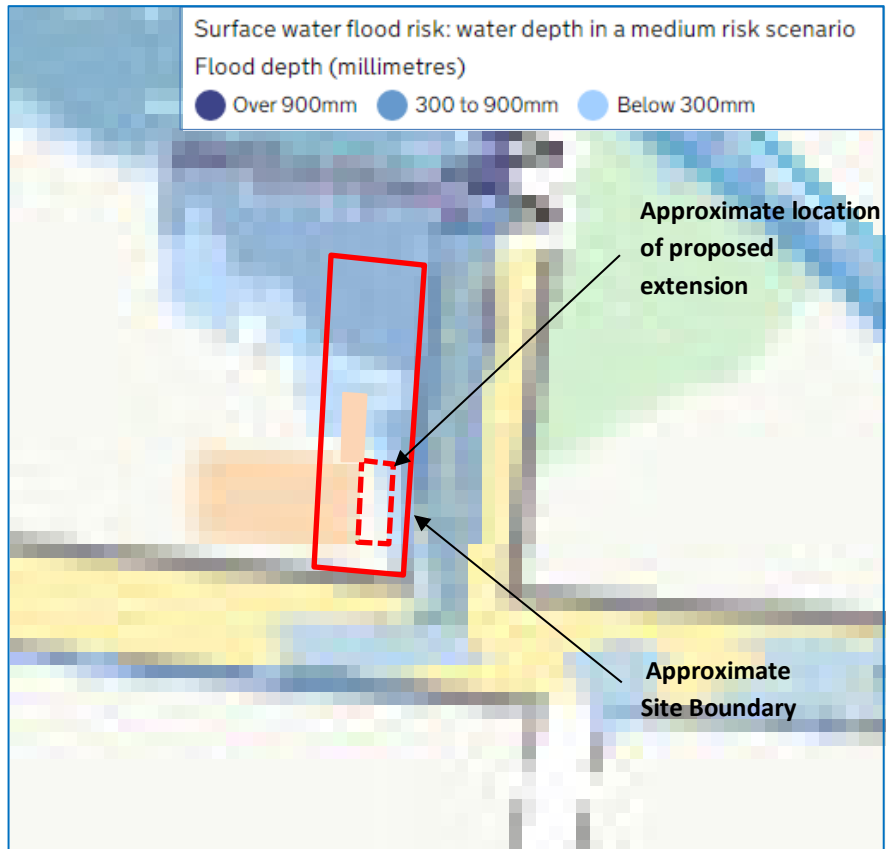 Surface water flood risk: water depth in a medium risk scenario
Flood depth (millimetres)
Over 900mm 300 to 900mm Below 300mm
Approximate location
of proposed
extension
Approximate
Site Boundary